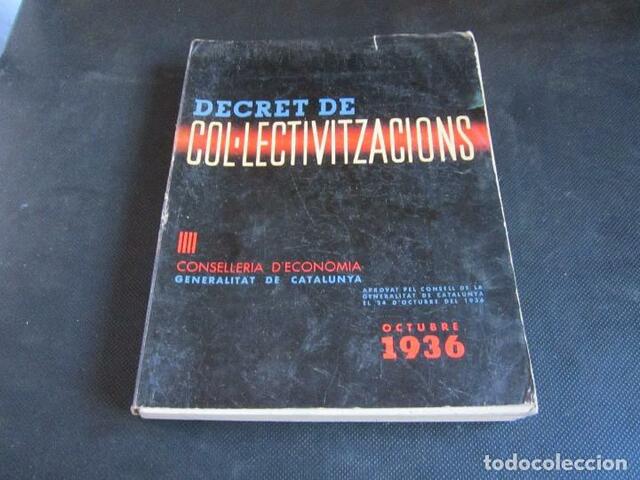 DECRET DE
COL·LECTIVITZACIONS
CONSELLERIA D'ECONOMIA
GENERALITAT DE CATALUNYA
APROVAT PEL CONSELL DE LA
GENERALITAT DE CATALUNYA
EL 24 D'OCTUBRE DEL 1936
OCTUBRE
1936
todocoleccion